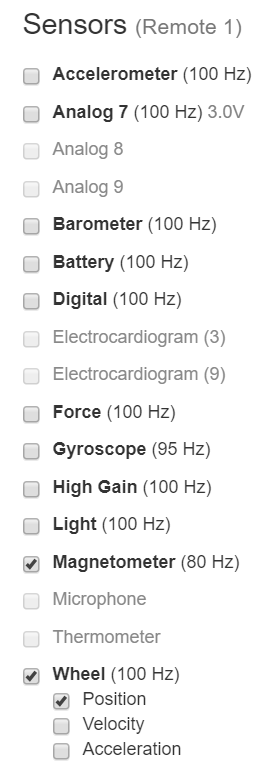 Sensors (Remote 1)
Accelerometer (100 Hz)
Analog 7 (100 Hz) 3.0V
Analog 8
Analog 9
Barometer (100 Hz)
Battery (100 Hz)
Digital (100 Hz)
Electrocardiogram (3)
Electrocardiogram (9)
Force (100 Hz)
Gyroscope (95 Hz)
High Gain (100 Hz)
Light (100 Hz)
Magnetometer (80 Hz)
Microphone
Thermometer
Wheel (100 Hz)
Position
Velocity
Acceleration